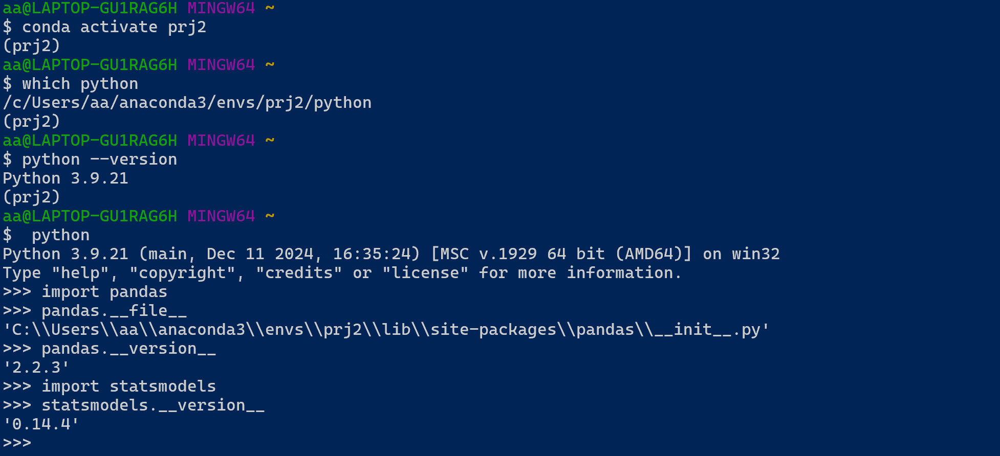 aa@LAPTOP-GU1RAG6H MINGW64 ~
$ conda activate prj2
(prj2)
aa@LAPTOP-GU1RAG6H MINGW64 ~
$ which python
/c/Users/aa/anaconda3/envs/prj2/python
(prj2)
aa@LAPTOP-GU1RAG6H MINGW64 ~
$ python --version
Python 3.9.21
(prj2)
aa@LAPTOP-GU1RAG6H MINGW64 ~
$  python
Python 3.9.21 (main, Dec 11 2024, 16:35:24) [MSC v.1929 64 bit (AMD64)] on win32
Type "help", "copyright", "credits" or "license" for more information.
>>> import pandas
>>> pandas.__file__
'C:\\Users\\aa\\anaconda3\\envs\\prj2\\lib\\site-packages\\pandas\\__init__.py'
>>> pandas.__version__
'2.2.3'
>>> import statsmodels
>>> statsmodels.__version__
'0.14.4'
>>>